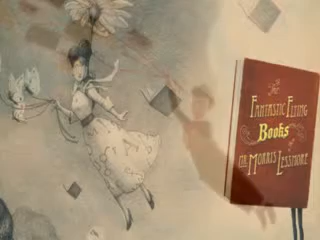 The
FANTASTIC FLYING
Books
of
MR. MORRIS LESSMORE